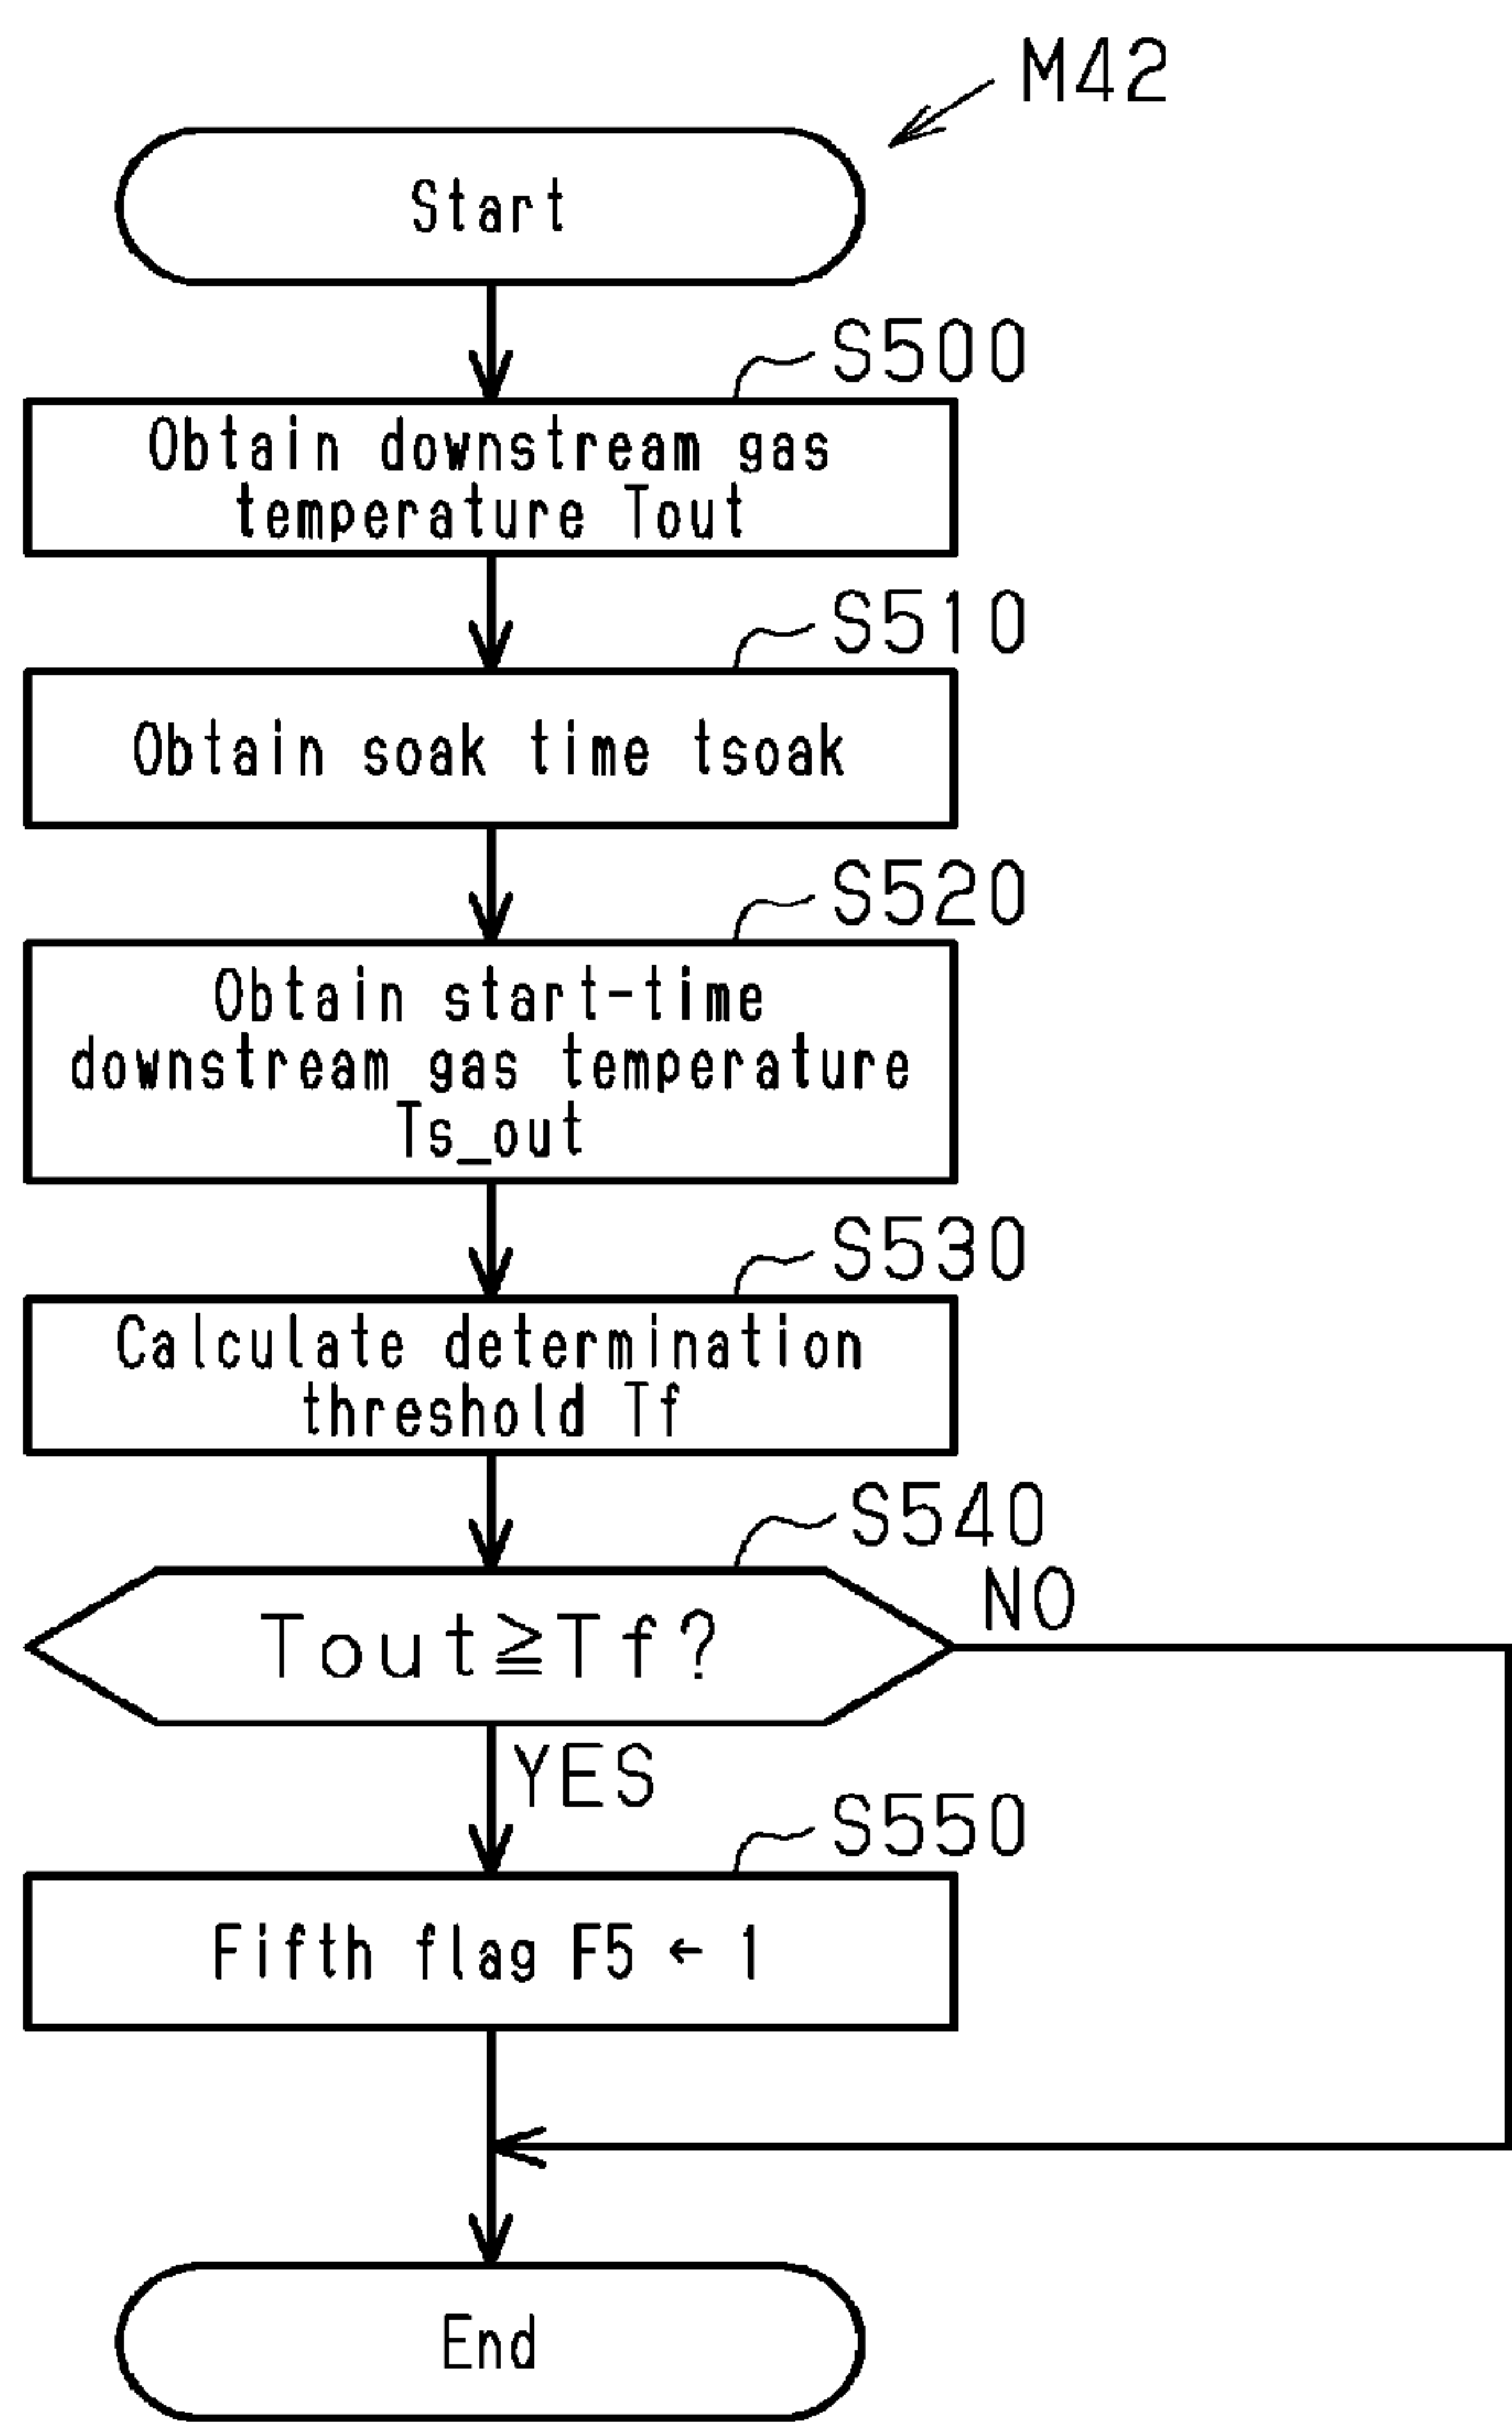 M42
Start
S500
Obtain downstream gas
temperature Tout
S510
Obtain soak time tsoak
S520
Obtain start-time
downstream gas temperature
Ts_out
S530
Calculate determination
threshold Tf
S540
Tout≧Tf?
NO
YES
S550
Fifth flag F5 ← 1
End